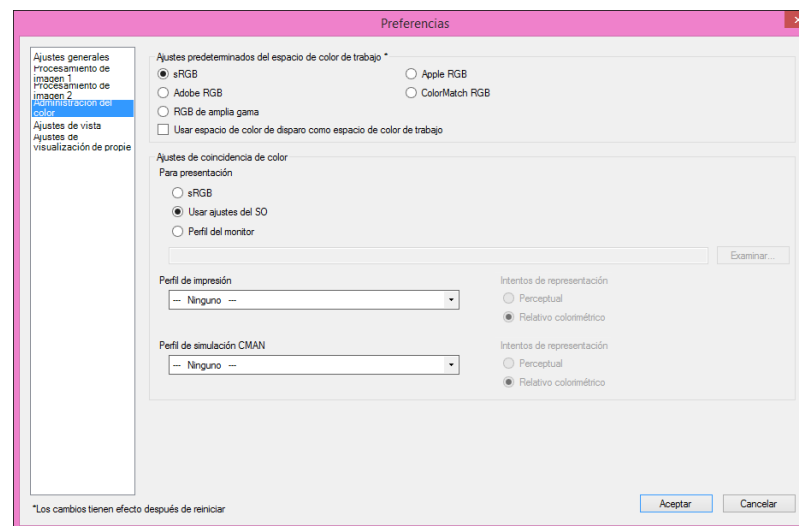 Preferencias
Ajustes generales
Procesamiento de
imagen 1
Procesamiento de
imagen 2
Administración del
color
Ajustes de vista
Ajustes de
visualización de propie
Ajustes predeterminados del espacio de color de trabajo *
sRGB
Apple RGB
Adobe RGB
ColorMatch RGB
RGB de amplia gama
Usar espacio de color de disparo como espacio de color de trabajo
Ajustes de coincidencia de color
Para presentación
sRGB
Usar ajustes del SO
Perfil del monitor
Examinar...
Perfil de impresión
Intentos de representación
--- Ninguno ---
Perceptual
Relativo colorimétrico
Perfil de simulación CMAN
Intentos de representación
--- Ninguno ---
Perceptual
Relativo colorimétrico
*Los cambios tienen efecto después de reiniciar
Aceptar
Cancelar